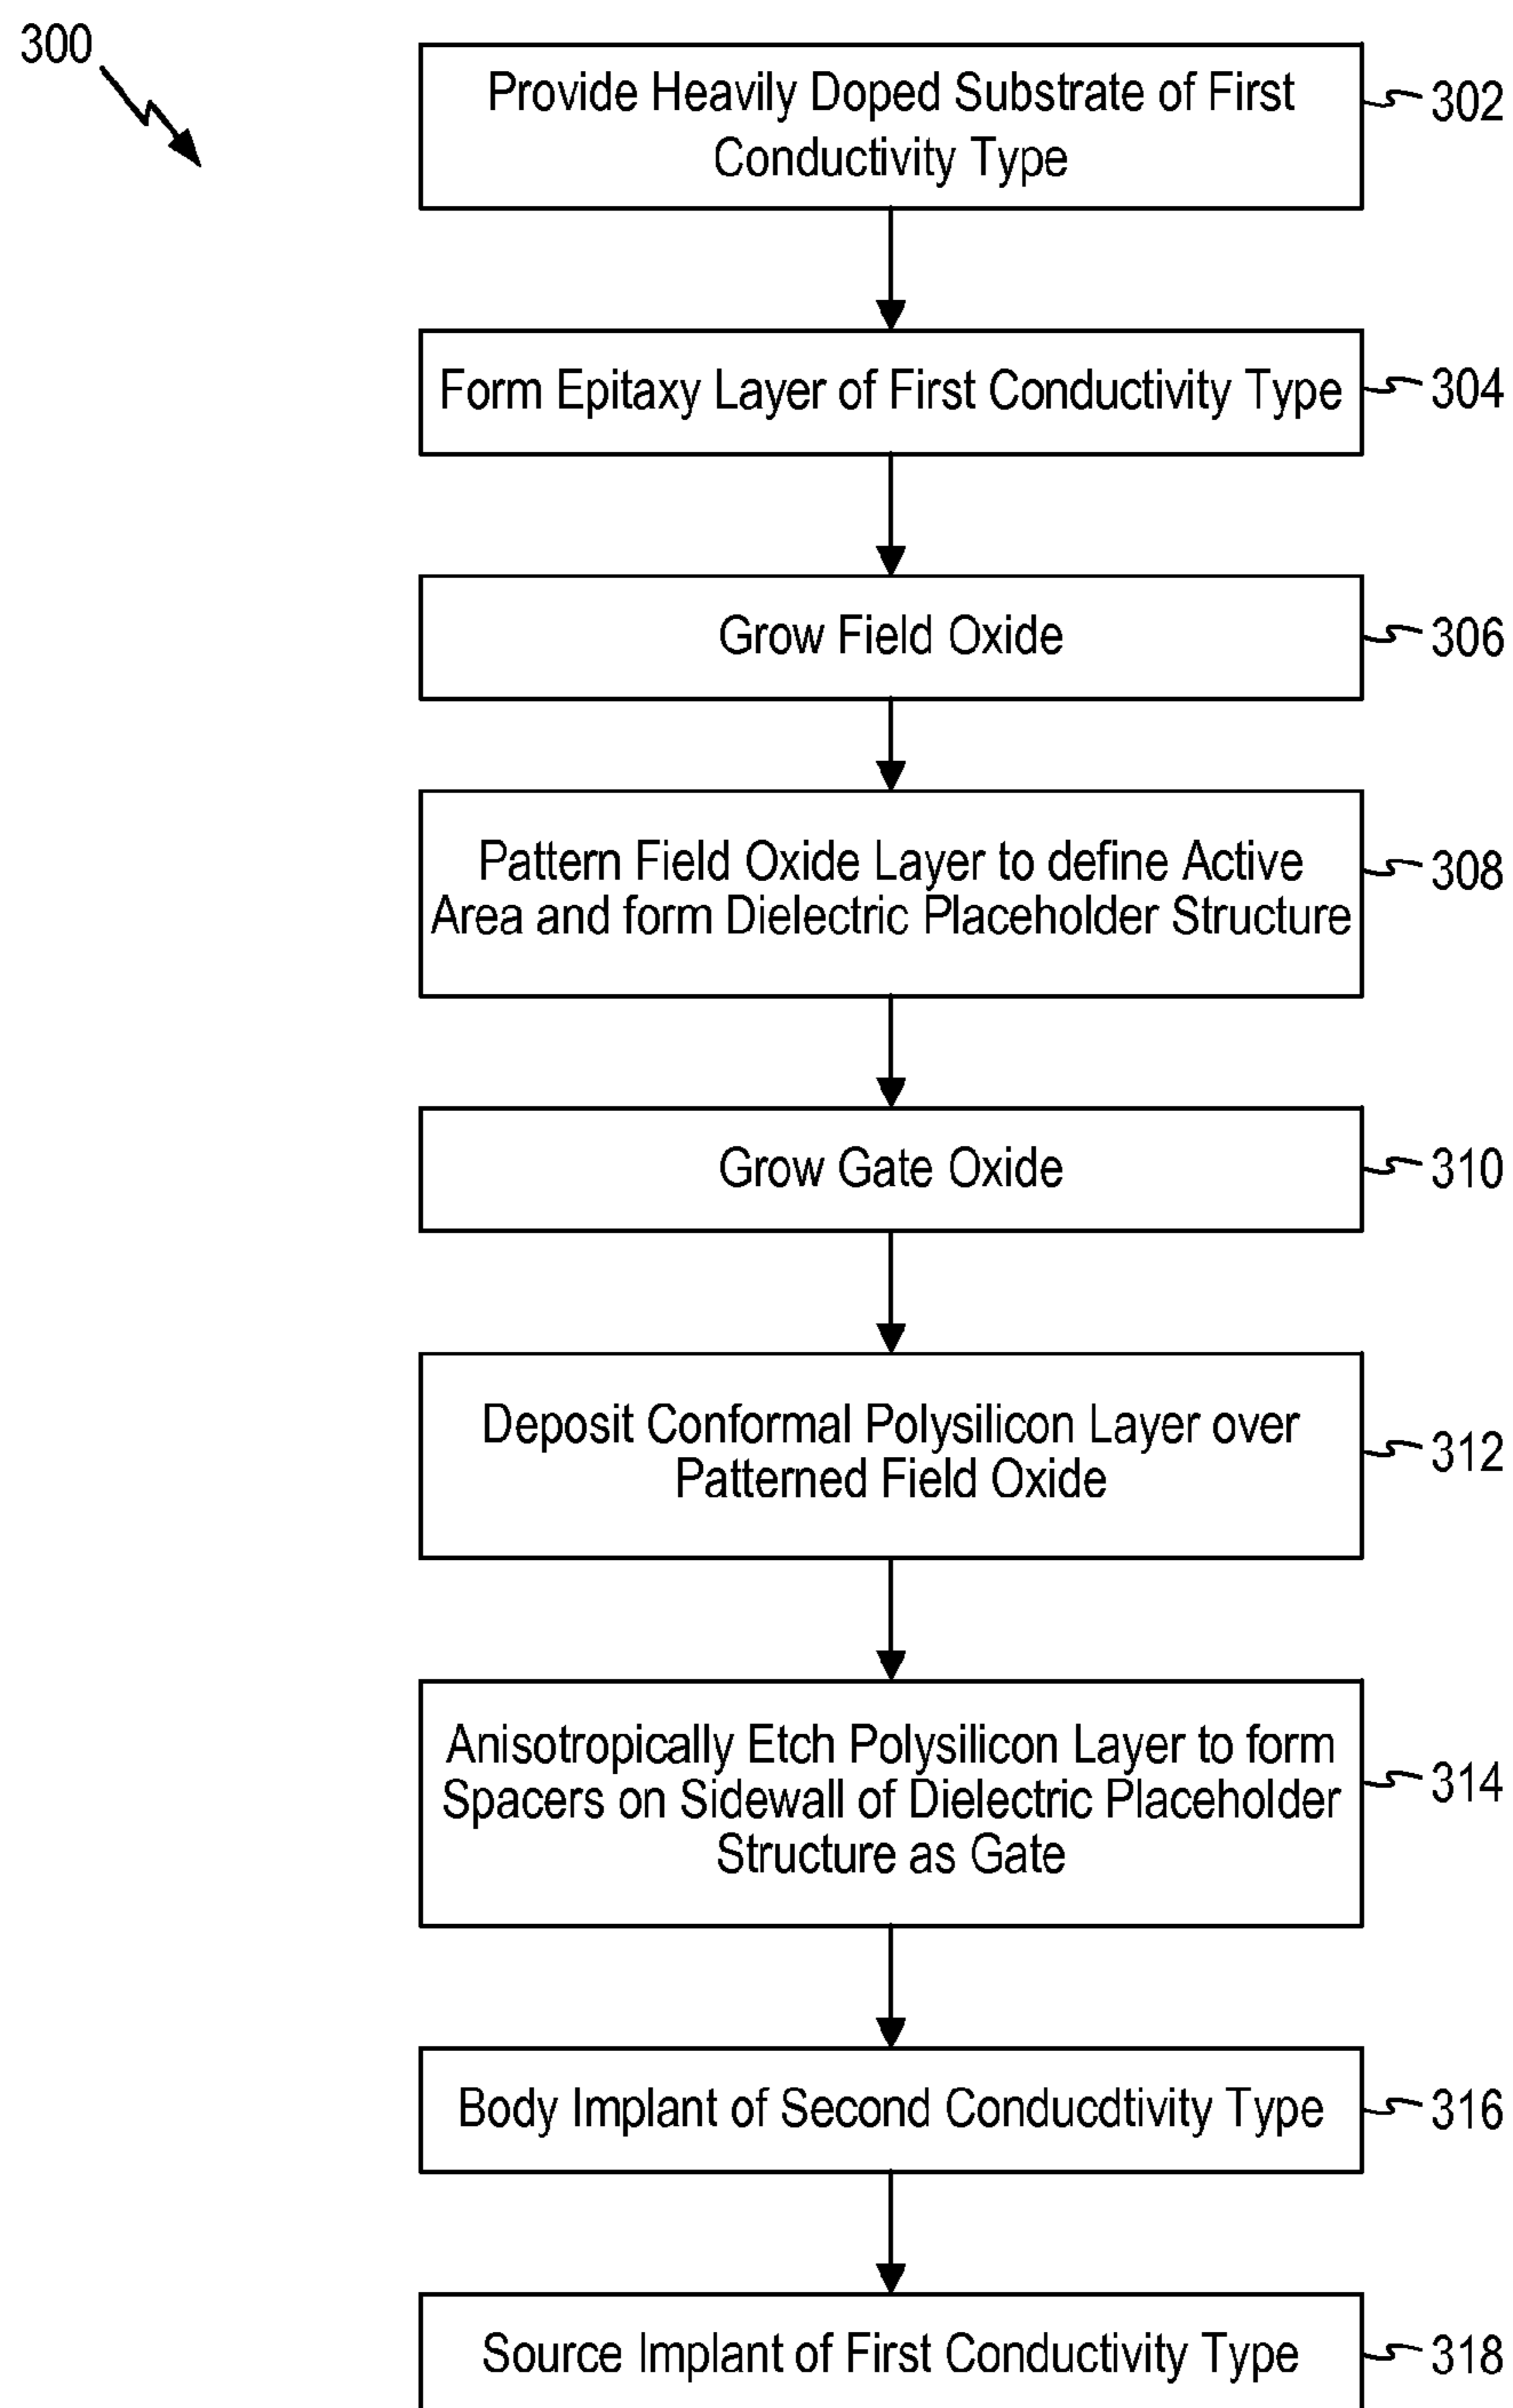 300
Provide Heavily Doped Substrate of First
Conductivity Type
302
Form Epitaxy Layer of First Conductivity Type
304
Grow Field Oxide
306
Pattern Field Oxide Layer to define Active
Area and form Dielectric Placeholder Structure
308
Grow Gate Oxide
310
Deposit Conformal Polysilicon Layer over
Patterned Field Oxide
312
Anisotropically Etch Polysilicon Layer to form
Spacers on Sidewall of Dielectric Placeholder
Structure as Gate
314
Body Implant of Second Conducdtivity Type
316
Source Implant of First Conductivity Type
318